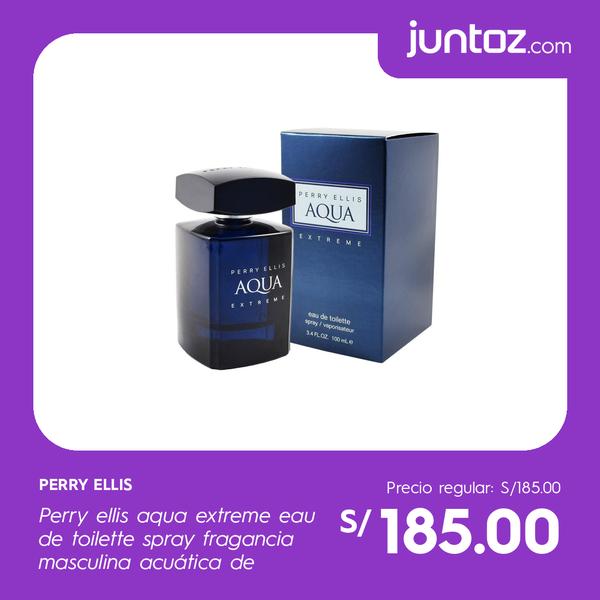 juntoz.com
PERRY ELLIS
AQUA
EXTREME
eau de toilette
spray / vaporisateur
3.4 FL.OZ. 100 mL e
PERRY ELLIS
AQUA
EXTREME
PERRY ELLIS
Perry ellis aqua extreme eau
de toilette spray fragancia
masculina acuática de
Precio regular: S/185.00
S/185.00